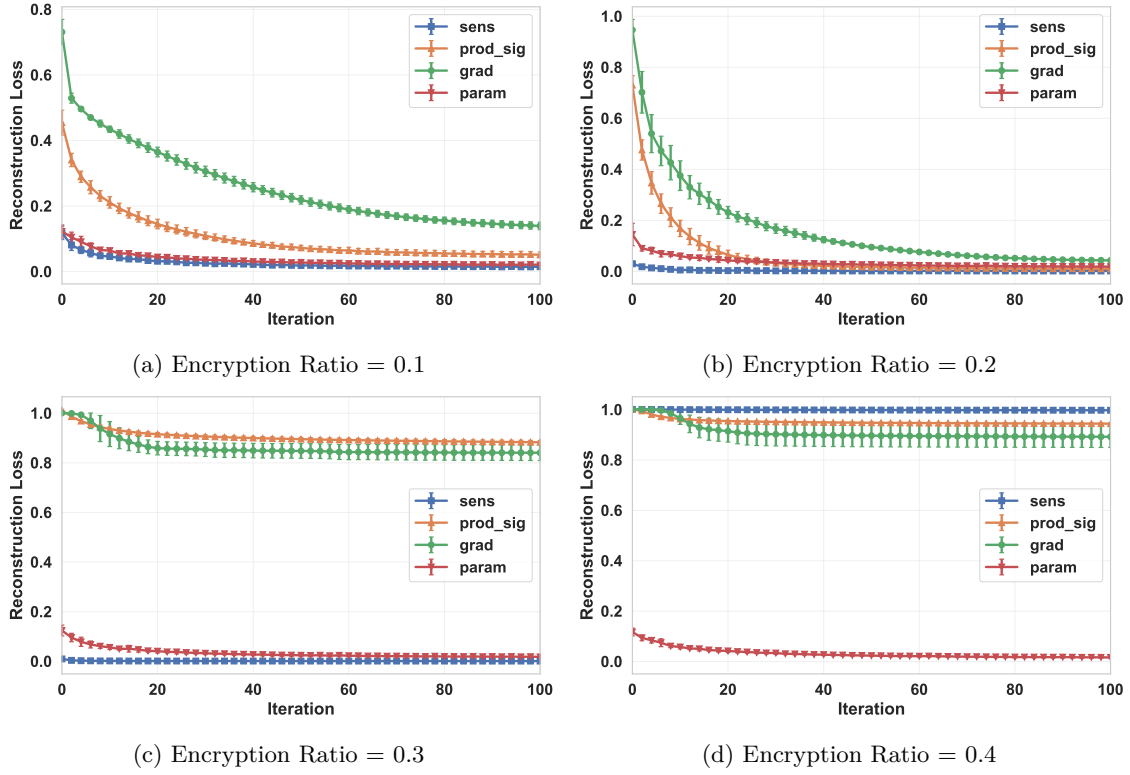 0.8
0.6
0.4
0.2
0.0
Reconstruction Loss
sens
prod_sig
grad
param
0 20 40 60 80 100
Iteration
(a) Encryption Ratio = 0.1
1.0
0.8
0.6
0.4
0.2
0.0
Reconstruction Loss
sens
prod_sig
grad
param
0 20 40 60 80 100
Iteration
(b) Encryption Ratio = 0.2
1.0
0.8
0.6
0.4
0.2
0.0
Reconstruction Loss
sens
prod_sig
grad
param
0 20 40 60 80 100
Iteration
(c) Encryption Ratio = 0.3
1.0
0.8
0.6
0.4
0.2
0.0
Reconstruction Loss
sens
prod_sig
grad
param
0 20 40 60 80 100
Iteration
(d) Encryption Ratio = 0.4